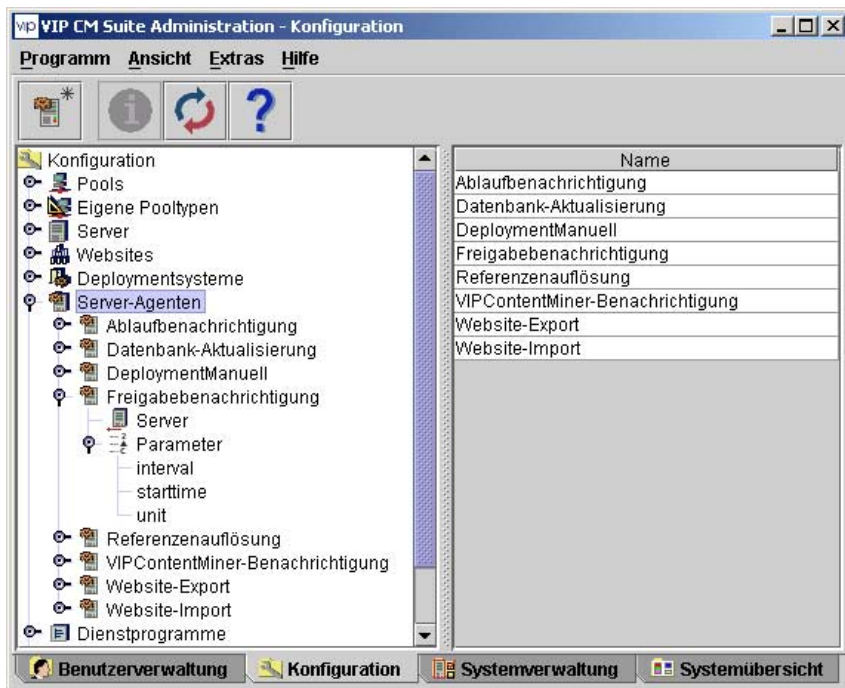 VIP VIP CM Suite Administration - Konfiguration
Programm Ansicht Extras Hilfe
Konfiguration
Pools
Eigene Pooltypen
Server
Websites
Deploymentsysteme
Server-Agenten
Ablaufbenachrichtigung
Datenbank-Aktualisierung
DeploymentManuell
Freigabebenachrichtigung
Server
Parameter
interval
starttime
unit
Referenzenauflösung
VIPContentMiner-Benachrichtigung
Website-Export
Website-Import
Dienstprogramme
Name
Ablaufbenachrichtigung
Datenbank-Aktualisierung
DeploymentManuell
Freigabebenachrichtigung
Referenzenauflösung
VIPContentMiner-Benachrichtigung
Website-Export
Website-Import
Benutzerverwaltung Konfiguration Systemverwaltung Systemübersicht